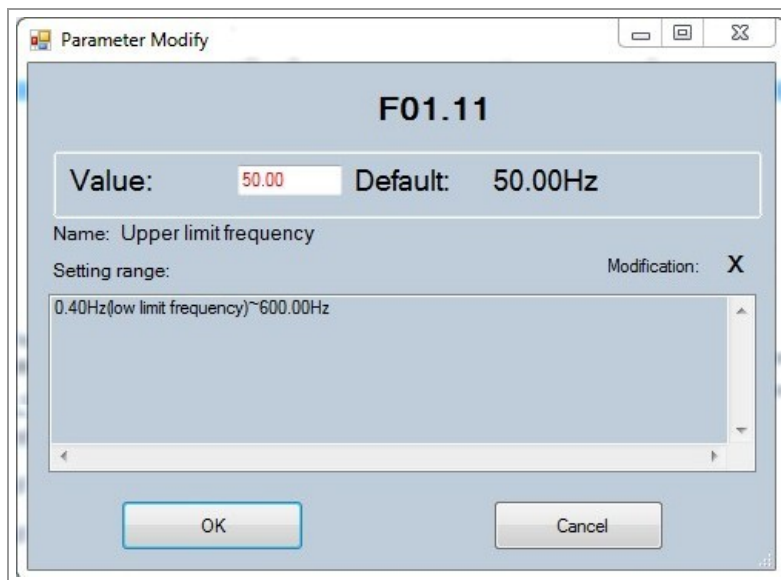 Parameter Modify
F01.11
Value: 50.00 Default: 50.00Hz
Name: Upper limit frequency
Setting range: Modification: X
0.40Hz(low limit frequency)~600.00Hz
OK Cancel